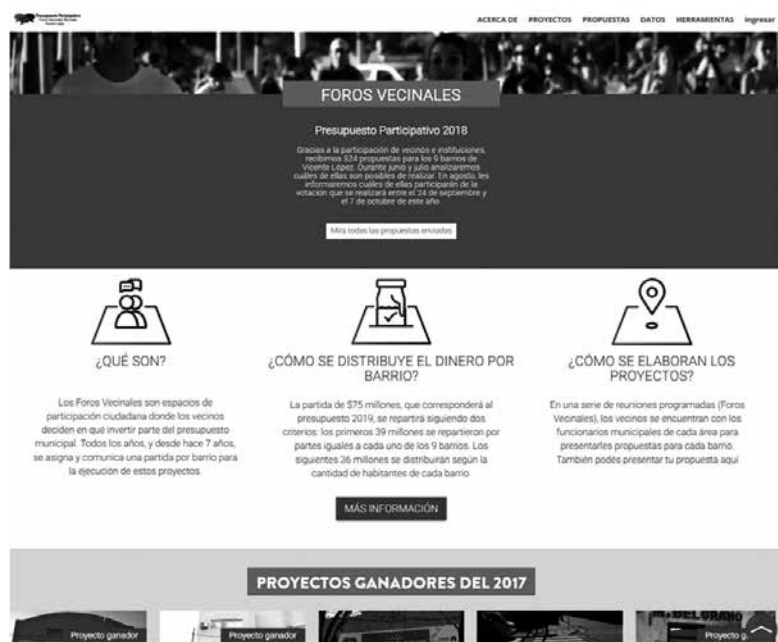 Presupuesto Participativo
ACERCA DE PROYECTOS PROPUESTAS DATOS HERRAMIENTAS Ingresar
FOROS VECINALES
Presupuesto Participativo 2018
Gracias a la participación de vecinos e instituciones,
recibimos 524 propuestas para los 9 barrios de
Vicente López. Durante junio y julio analizaremos
cuáles de ellas son posibles de realizar. En agosto, les
informaremos cuáles de ellas participarán de la
votación que se realizará entre el 24 de septiembre y
el 7 de octubre de este año
Mira todas las propuestas enviadas
¿QUÉ SON?
Los Foros Vecinales son espacios de
participación ciudadana donde los vecinos
deciden en qué invertir parte del presupuesto
municipal. Todos los años, y desde hace 7 años,
se asigna y comunica una partida por barrio para
la ejecución de estos proyectos.
¿CÓMO SE DISTRIBUYE EL DINERO POR
BARRIO?
La partida de $75 millones, que corresponderá al
presupuesto 2019, se repartirá siguiendo dos
criterios: los primeros 39 millones se repartieron por
partes iguales a cada uno de los 9 barrios. Los
siguientes 36 millones se distribuirán según la
cantidad de habitantes de cada barrio
MÁS INFORMACIÓN
¿CÓMO SE ELABORAN LOS
PROYECTOS?
En una serie de reuniones programadas (Foros
Vecinales), los vecinos se encuentran con los
funcionarios municipales de cada área para
presentarles propuestas para cada barrio.
También podés presentar tu propuesta aquí
PROYECTOS GANADORES DEL 2017
Proyecto ganador
Proyecto ganador
M. BELGRANO
Proyecto g.